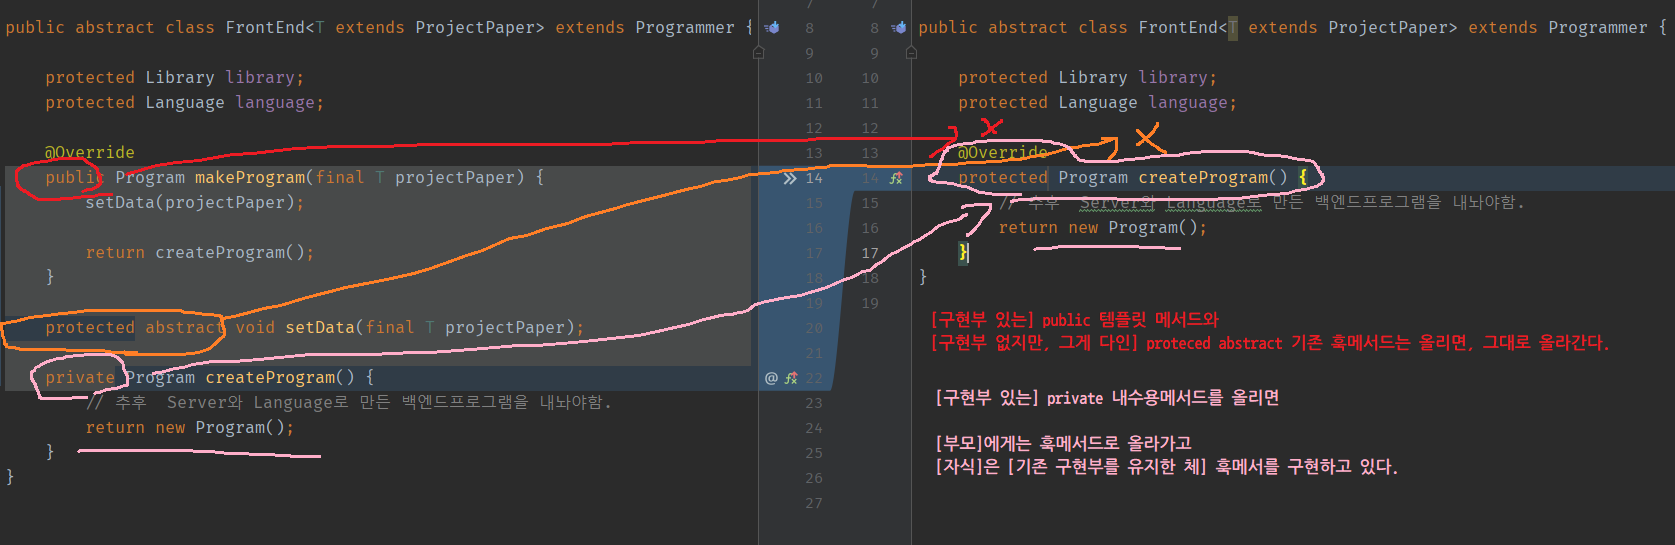 7 7
public abstract class FrontEnd<T extends ProjectPaper> extends Programmer { 8 8 public abstract class FrontEnd<T extends ProjectPaper> extends Programmer {
9 9
protected Library library; 10 10 protected Library library;
protected Language language; 11 11 protected Language language;
12 12
@Override 13 13 @Override
public Program makeProgram(final T projectPaper) { 14 14 protected Program createProgram() {
setData(projectPaper); 15 15 // 추후 Server와 Language로 만든 백엔드프로그램을 내놔야함.
16 16 return new Program();
return createProgram(); 17 17 }
} 18 18 }
19 19
protected abstract void setData(final T projectPaper); 20
21
private Program createProgram() { 22
// 추후 Server와 Language로 만든 백엔드프로그램을 내놔야함. 23
return new Program(); 24
} 25
} 26
27
[구현부 있는] public 템플릿 메서드와
[구현부 없지만, 그게 다인] proteced abstract 기존 훅메서드는 올리면, 그대로 올라간다.
[구현부 있는] private 내수용메서드를 올리면
[부모]에게는 훅메서드로 올라가고
[자식]은 [기존 구현부를 유지한 체] 훅메서를 구현하고 있다.